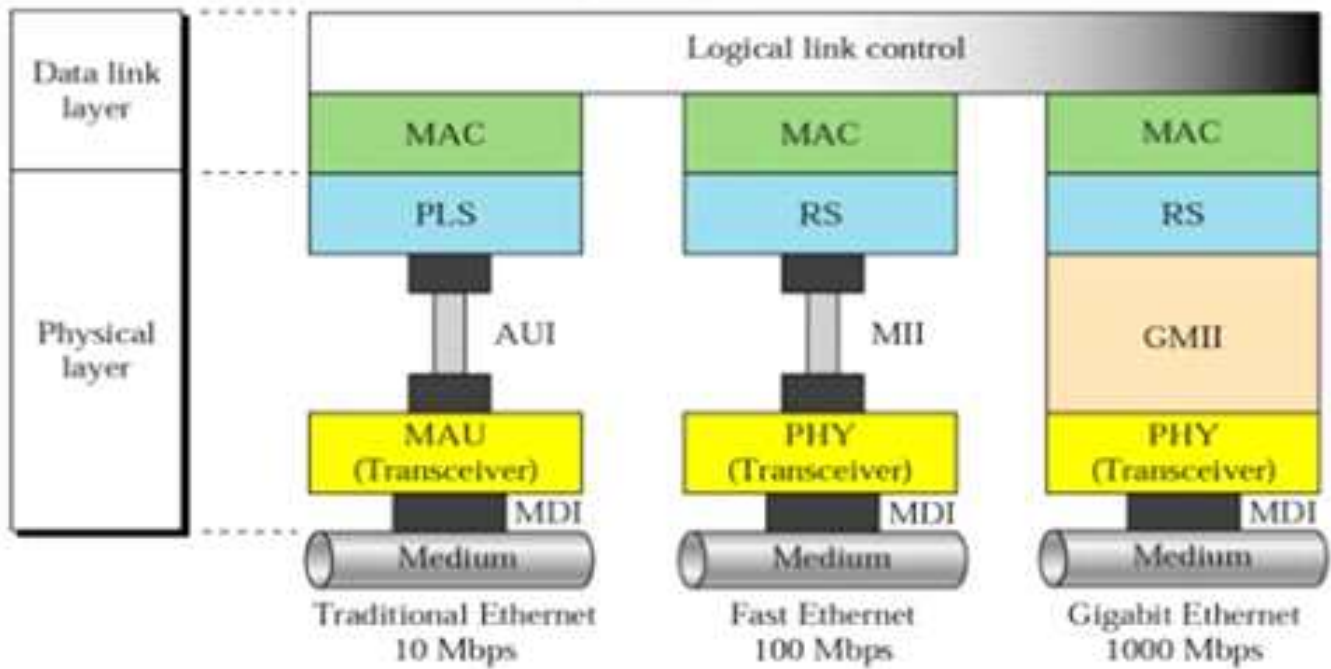 Data link
layer
Physical
layer
Logical link control
MAC
PLS
AUI
MAU
(Transceiver)
MDI
Medium
Traditional Ethernet
10 Mbps
MAC
RS
MII
PHY
(Transceiver)
MDI
Medium
Fast Ethernet
100 Mbps
MAC
RS
GMII
PHY
(Transceiver)
MDI
Medium
Gigabit Ethernet
1000 Mbps